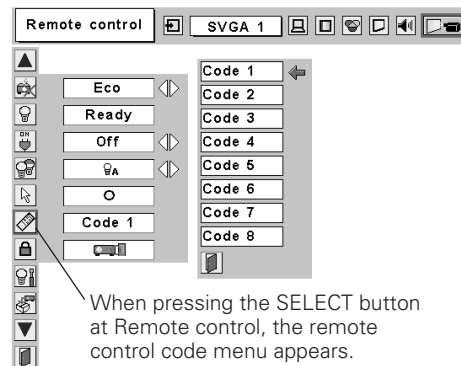 Remote control
SVGA 1
Eco
Ready
ON
Off
A
Code 1
Code 1
Code 2
Code 3
Code 4
Code 5
Code 6
Code 7
Code 8
When pressing the SELECT button
at Remote control, the remote
control code menu appears.